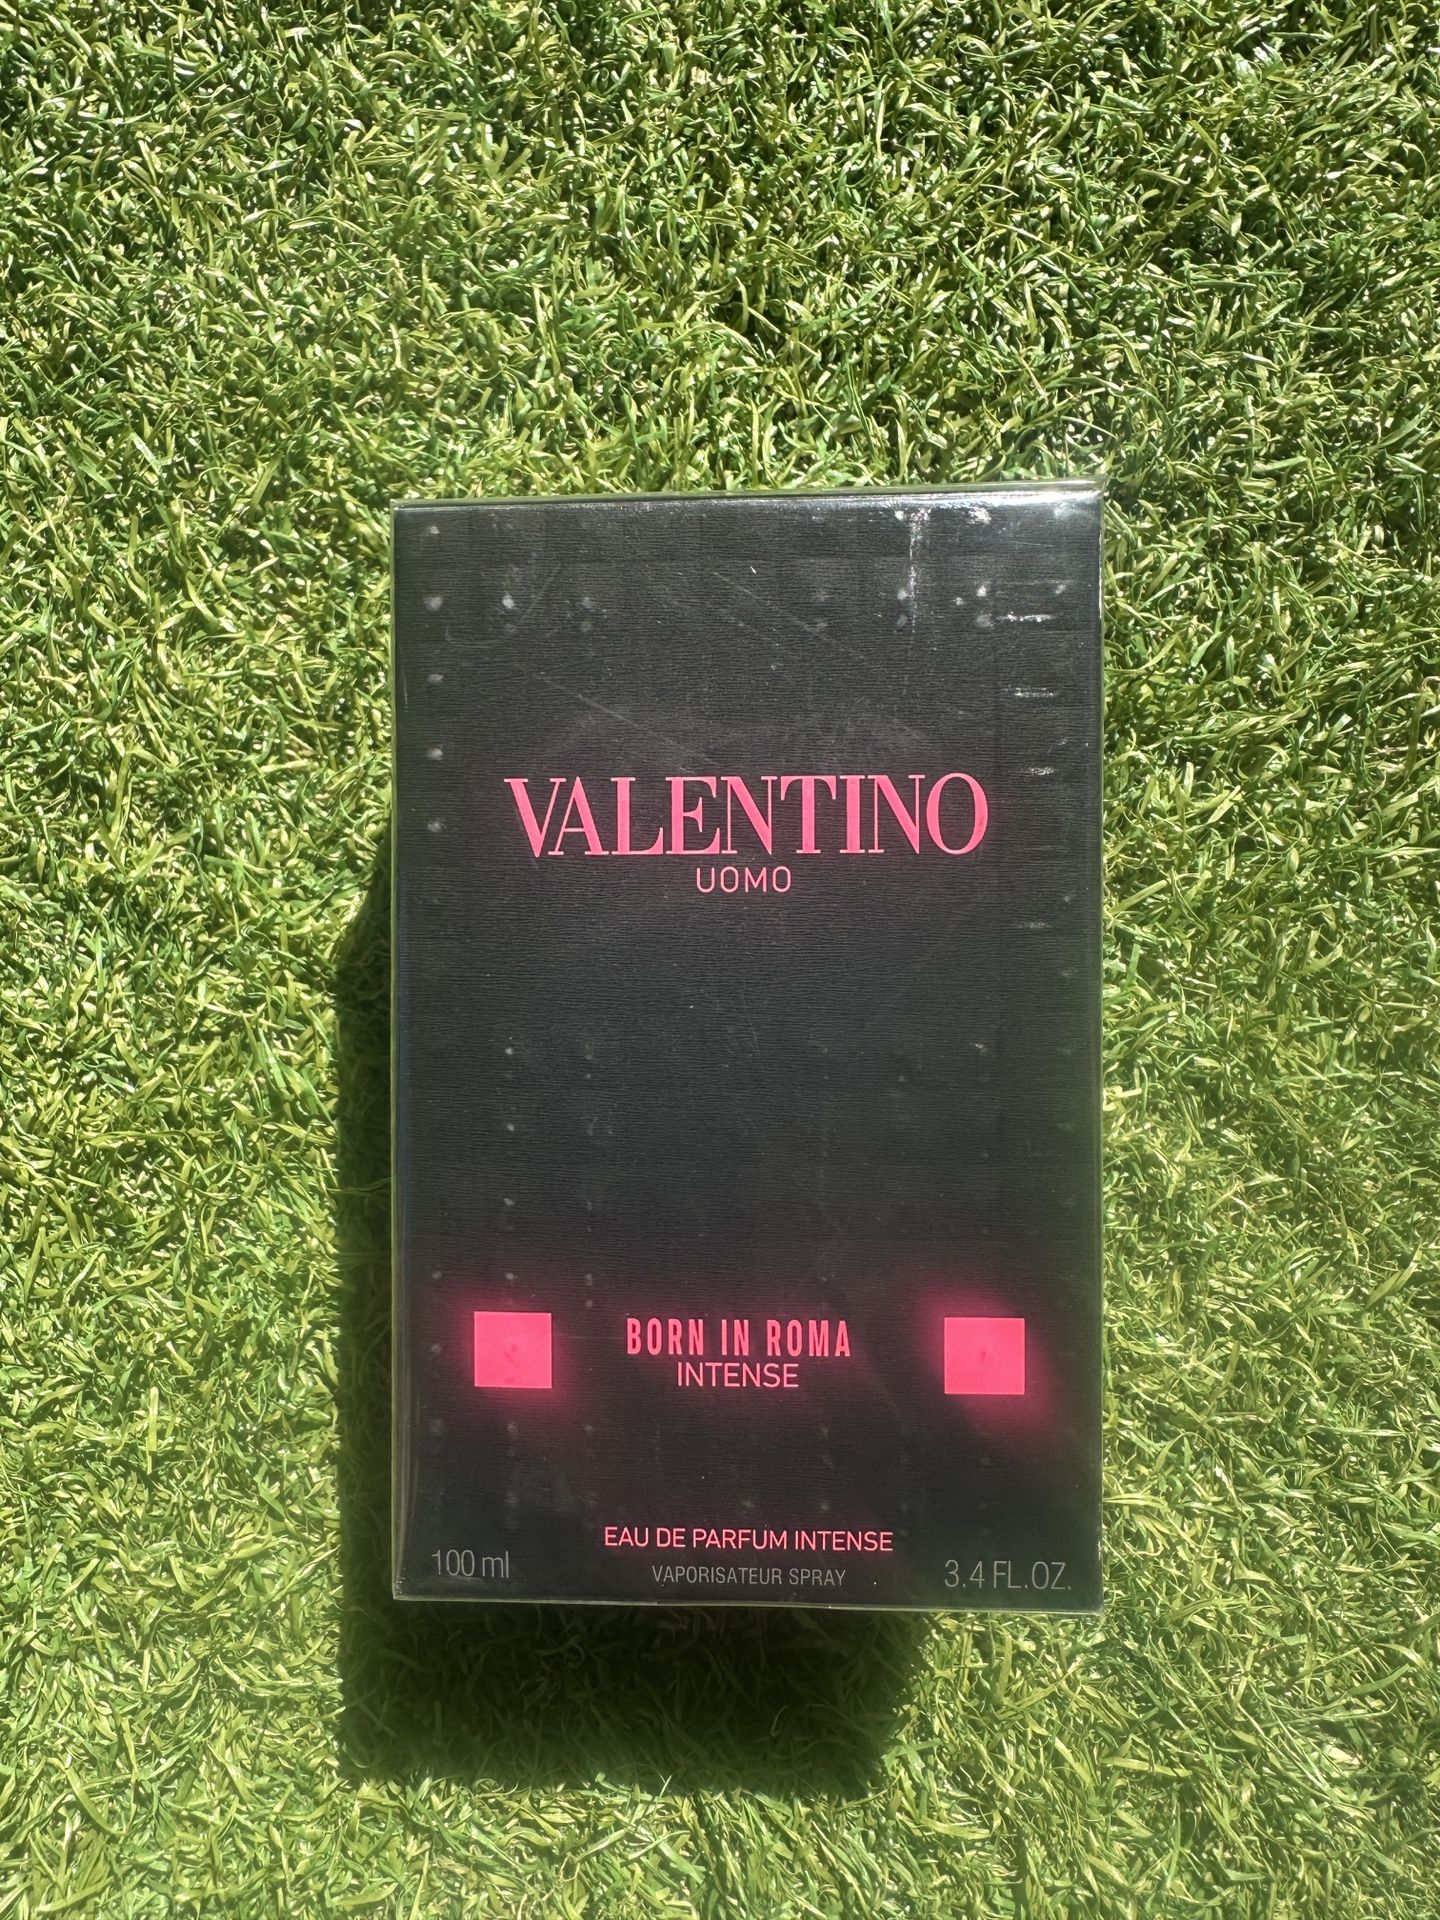 VALENTINO
UOMO
BORN IN ROMA
INTENSE
EAU DE PARFUM INTENSE
100 ml VAPORISATEUR SPRAY 3.4 FL.OZ.